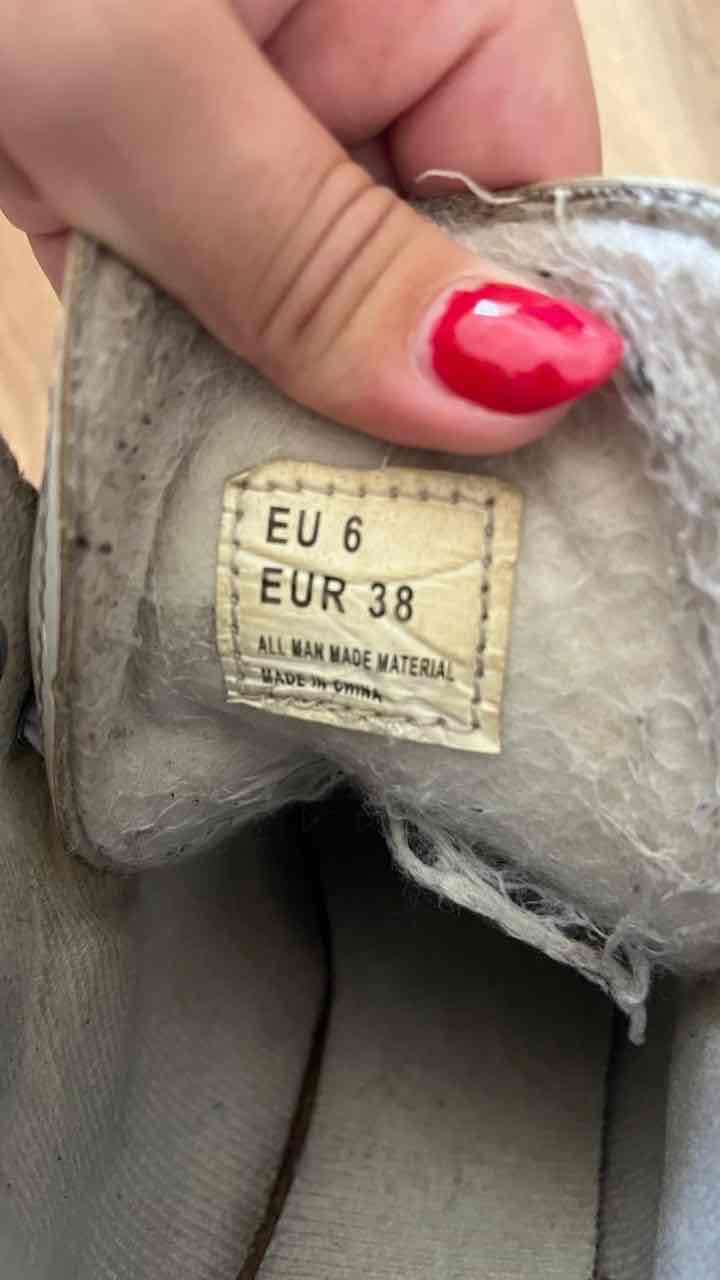 EU 6
EUR 38
ALL MAN MADE MATERIAL
MADE IN CHINA